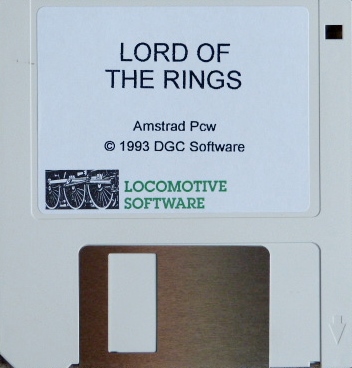 LORD OF
THE RINGS
Amstrad Pcw
© 1993 DGC Software
LOCOMOTIVE
SOFTWARE